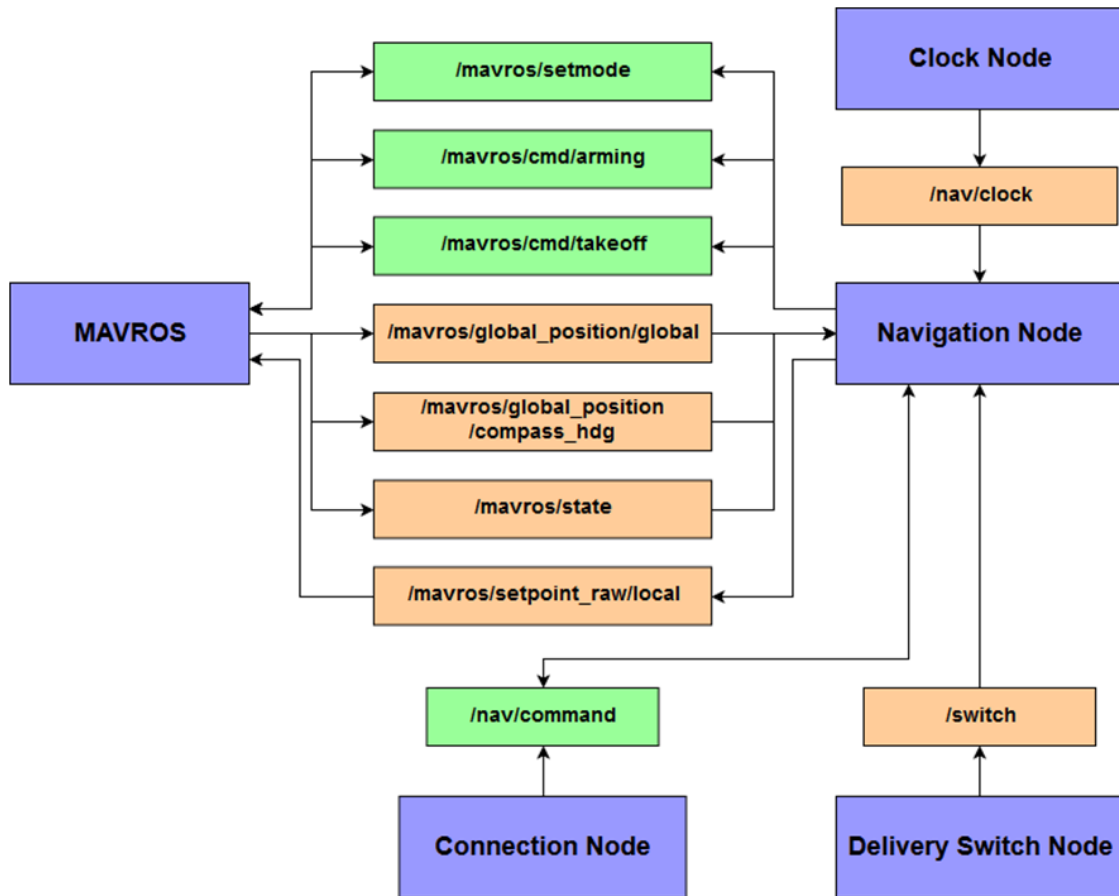 /mavros/setmode
Clock Node
/mavros/cmd/arming
/nav/clock
/mavros/cmd/takeoff
MAVROS
/mavros/global_position/global
Navigation Node
/mavros/global_position
/compass_hdg
/mavros/state
/mavros/setpoint_raw/local
/nav/command
/switch
Connection Node
Delivery Switch Node